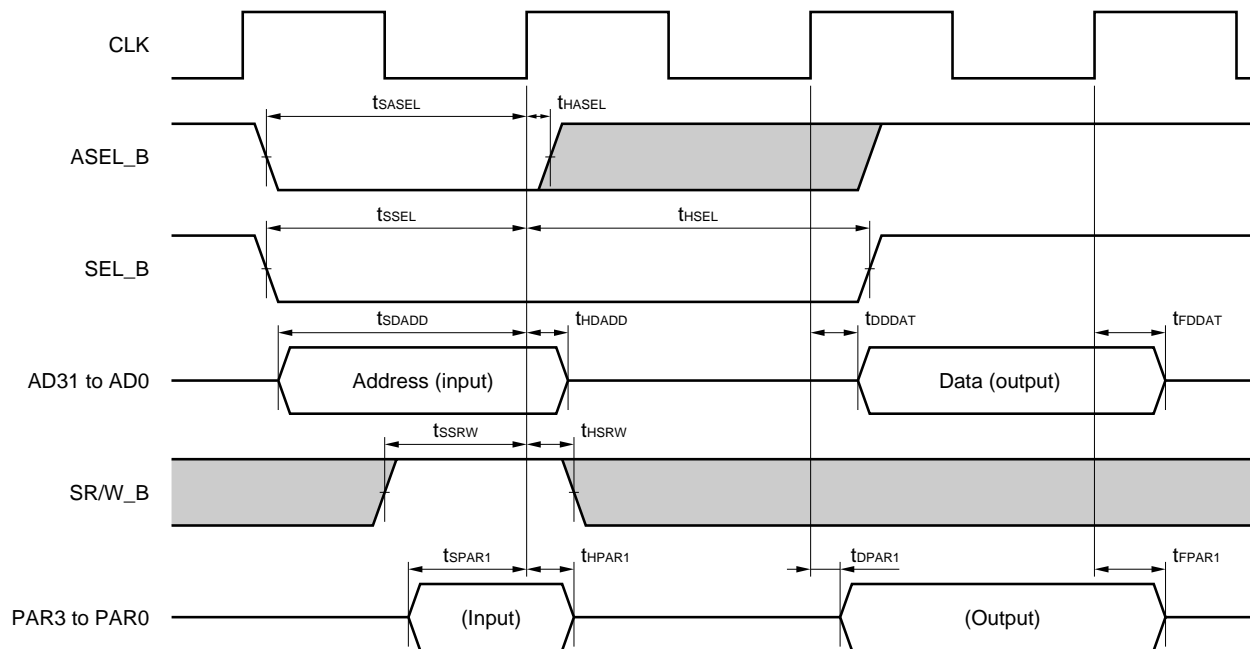 CLK
tSASEL tHASEL
ASEL_B
tSSEL tHSEL
SEL_B
tSDADD tHDADD tDDDAT tFDDAT
AD31 to AD0 Address (input) Data (output)
tSSRW tHSRW
SR/W_B
tSPAR1 tHPAR1 tDPAR1 tFPAR1
PAR3 to PAR0 (Input) (Output)